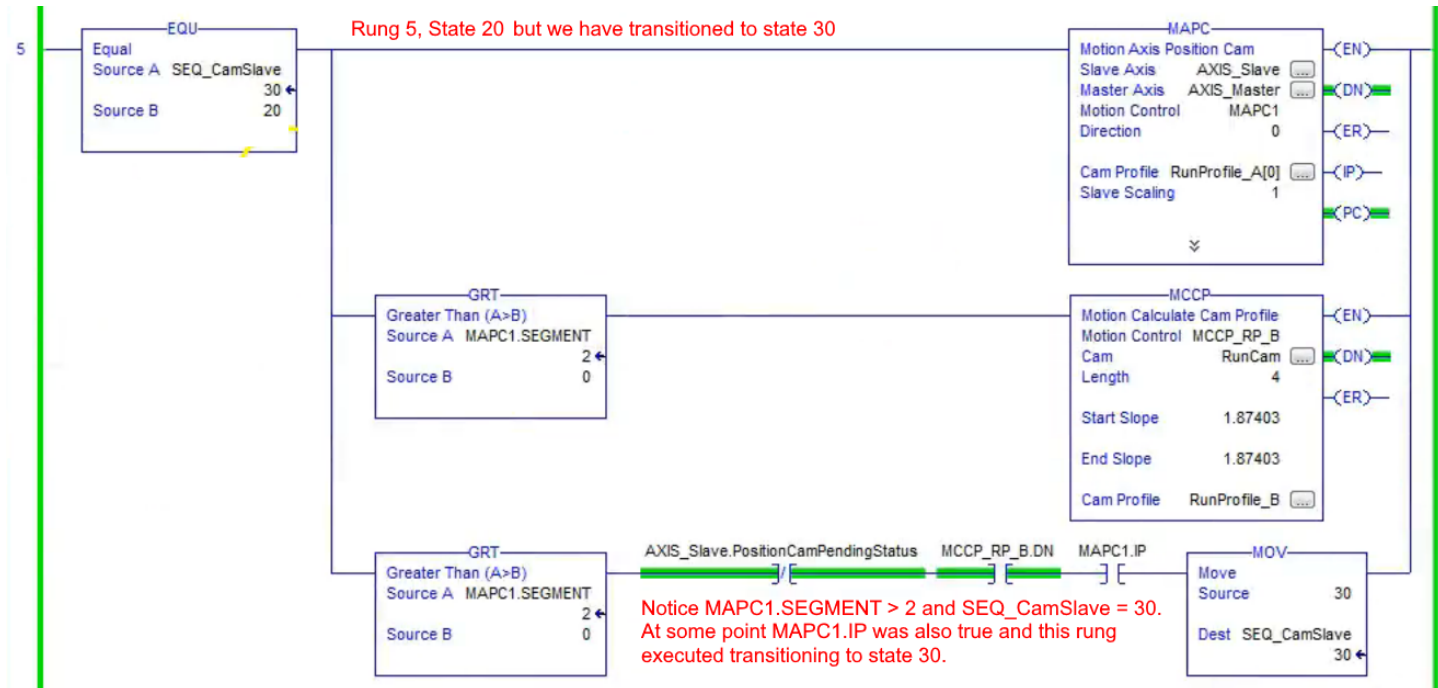 Rung 5, State 20 but we have transitioned to state 30
5
EQU
Equal
Source A SEQ_CamSlave
30
Source B 20
MAPC
Motion Axis Position Cam
Slave Axis AXIS_Slave ...
Master Axis AXIS_Master ...
Motion Control MAPC1
Direction 0
Cam Profile RunProfile_A[0] ...
Slave Scaling 1
EN
DN
ER
IP
PC
GRT
Greater Than (A>B)
Source A MAPC1.SEGMENT
2
Source B 0
MCCP
Motion Calculate Cam Profile
Motion Control MCCP_RP_B
Cam RunCam ...
Length 4
Start Slope 1.87403
End Slope 1.87403
Cam Profile RunProfile_B ...
EN
DN
ER
GRT
Greater Than (A>B)
Source A MAPC1.SEGMENT
2
Source B 0
AXIS_Slave.PositionCamPendingStatus MCCP_RP_B.DN MAPC1.IP
Notice MAPC1.SEGMENT > 2 and SEQ_CamSlave = 30.
At some point MAPC1.IP was also true and this rung
executed transitioning to state 30.
MOV
Move
Source 30
Dest SEQ_CamSlave
30